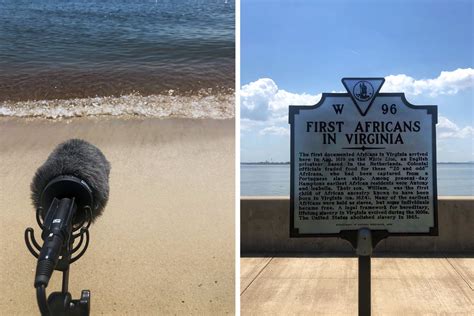 W 96
FIRST AFRICANS
IN VIRGINIA
The first documented Africans in Virginia arrived
here in Aug. 1619 on the White Lion, an English
privateer based in the Netherlands. Colonial
officials traded food for these "20 and odd"
Africans, who had been captured from a
Portuguese slave ship. Among present-day
Hampton's earliest African residents were Antony
and Isabella. Their son, William, was the first
child of African ancestry known to have been
born in Virginia (ca. 1624). Many of the earliest
Africans were held as slaves, but some individuals
became free. A legal framework for hereditary,
lifelong slavery in Virginia evolved during the 1600s.
The United States abolished slavery in 1865.